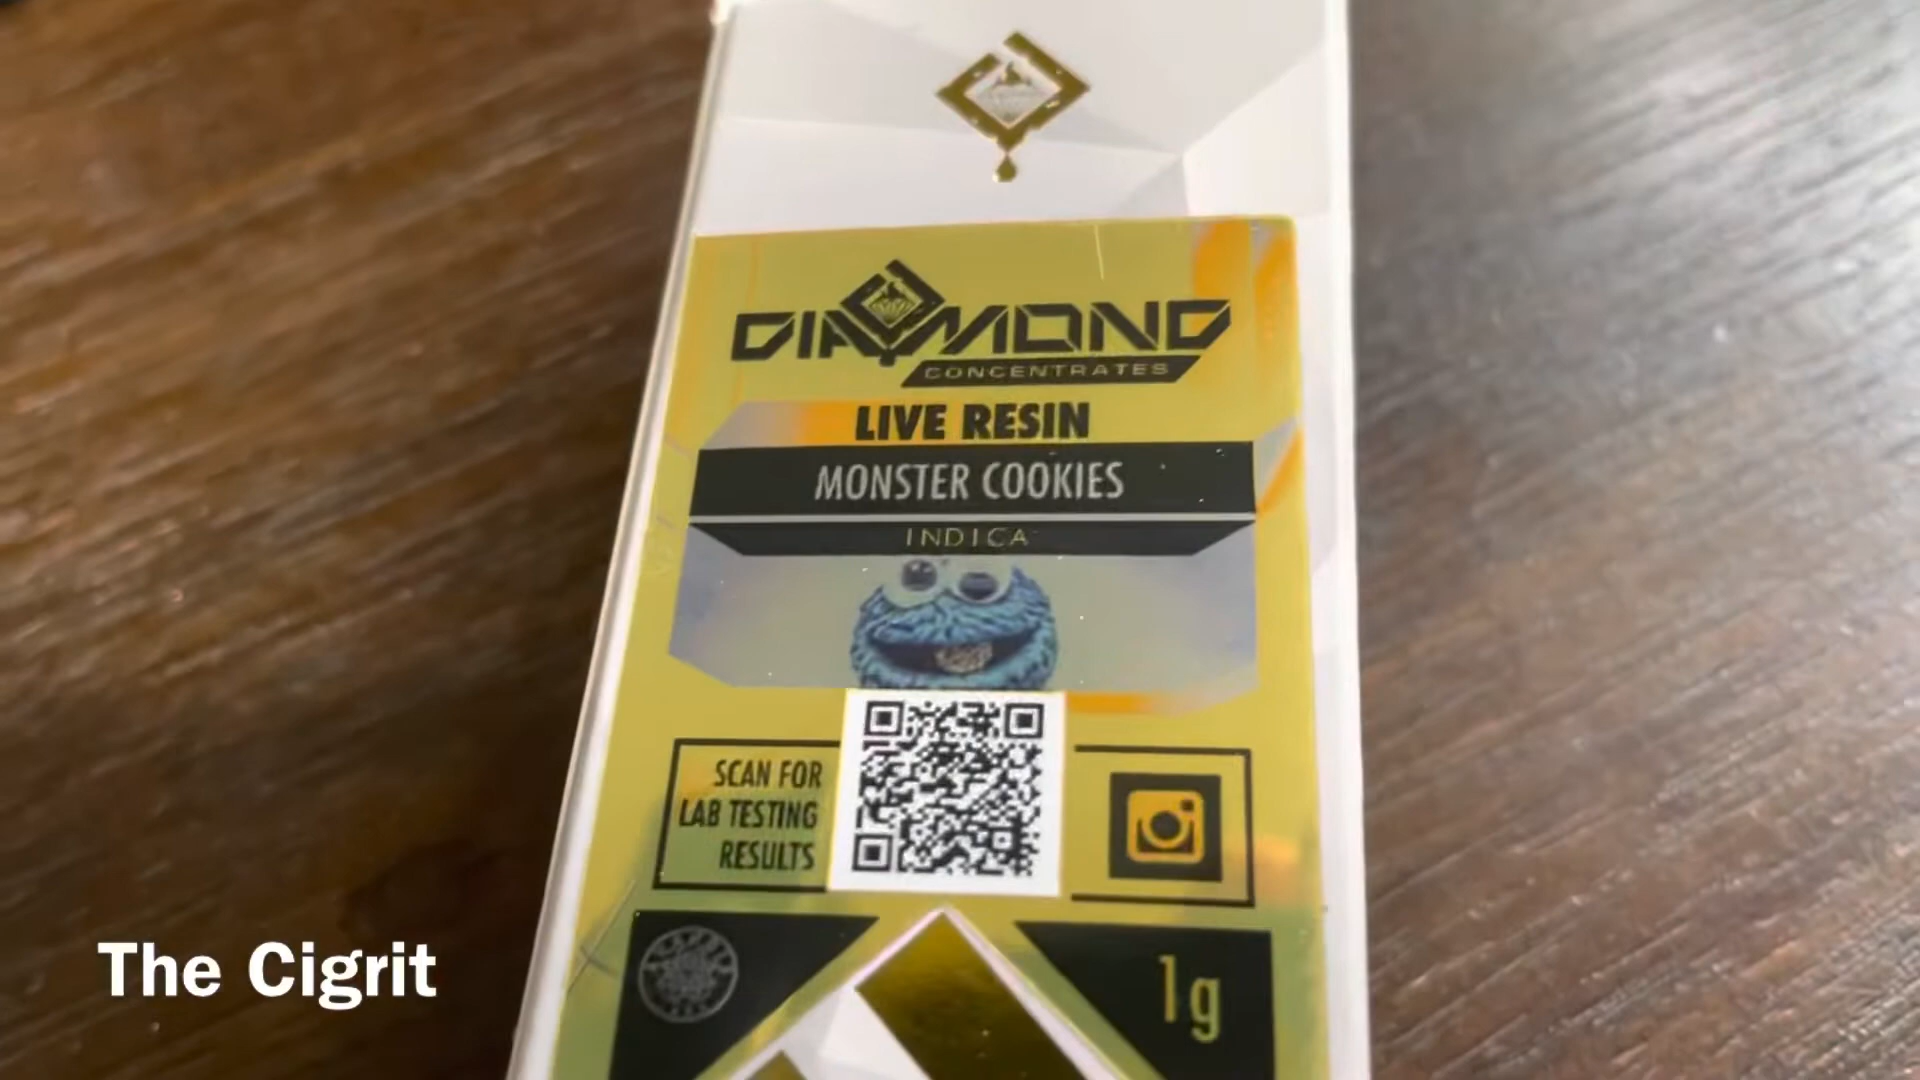 DIAMOND
CONCENTRATES
LIVE RESIN
MONSTER COOKIES
INDICA
SCAN FOR
LAB TESTING
RESULTS
1g
The Cigrit